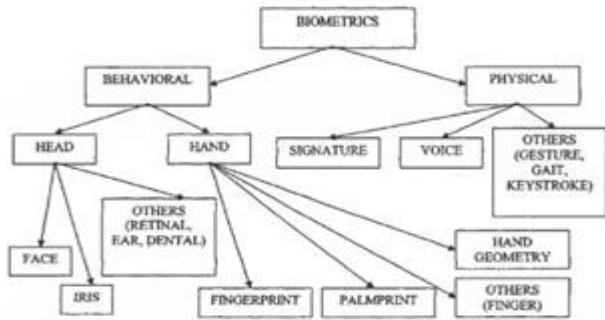 BIOMETRICS
BEHAVIORAL
PHYSICAL
HEAD
HAND
SIGNATURE
VOICE
OTHERS
(GESTURE,
GAIT,
KEYSTROKE)
OTHERS
(RETINAL,
EAR, DENTAL)
FACE
IRIS
FINGERPRINT
PALMPRINT
HAND
GEOMETRY
OTHERS
(FINGER)